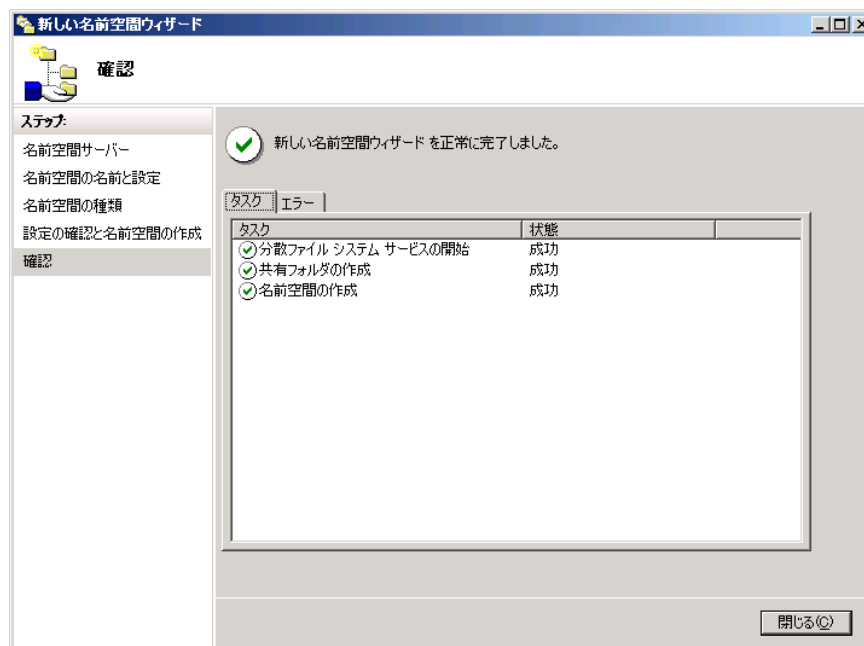 新しい名前空間ウィザード
確認
ステップ:
名前空間サーバー
名前空間の名前と設定
名前空間の種類
設定の確認と名前空間の作成
確認
新しい名前空間ウィザード を正常に完了しました。
タスク エラー
タスク 状態
分散ファイル システム サービスの開始 成功
共有フォルダの作成 成功
名前空間の作成 成功
閉じる(C)